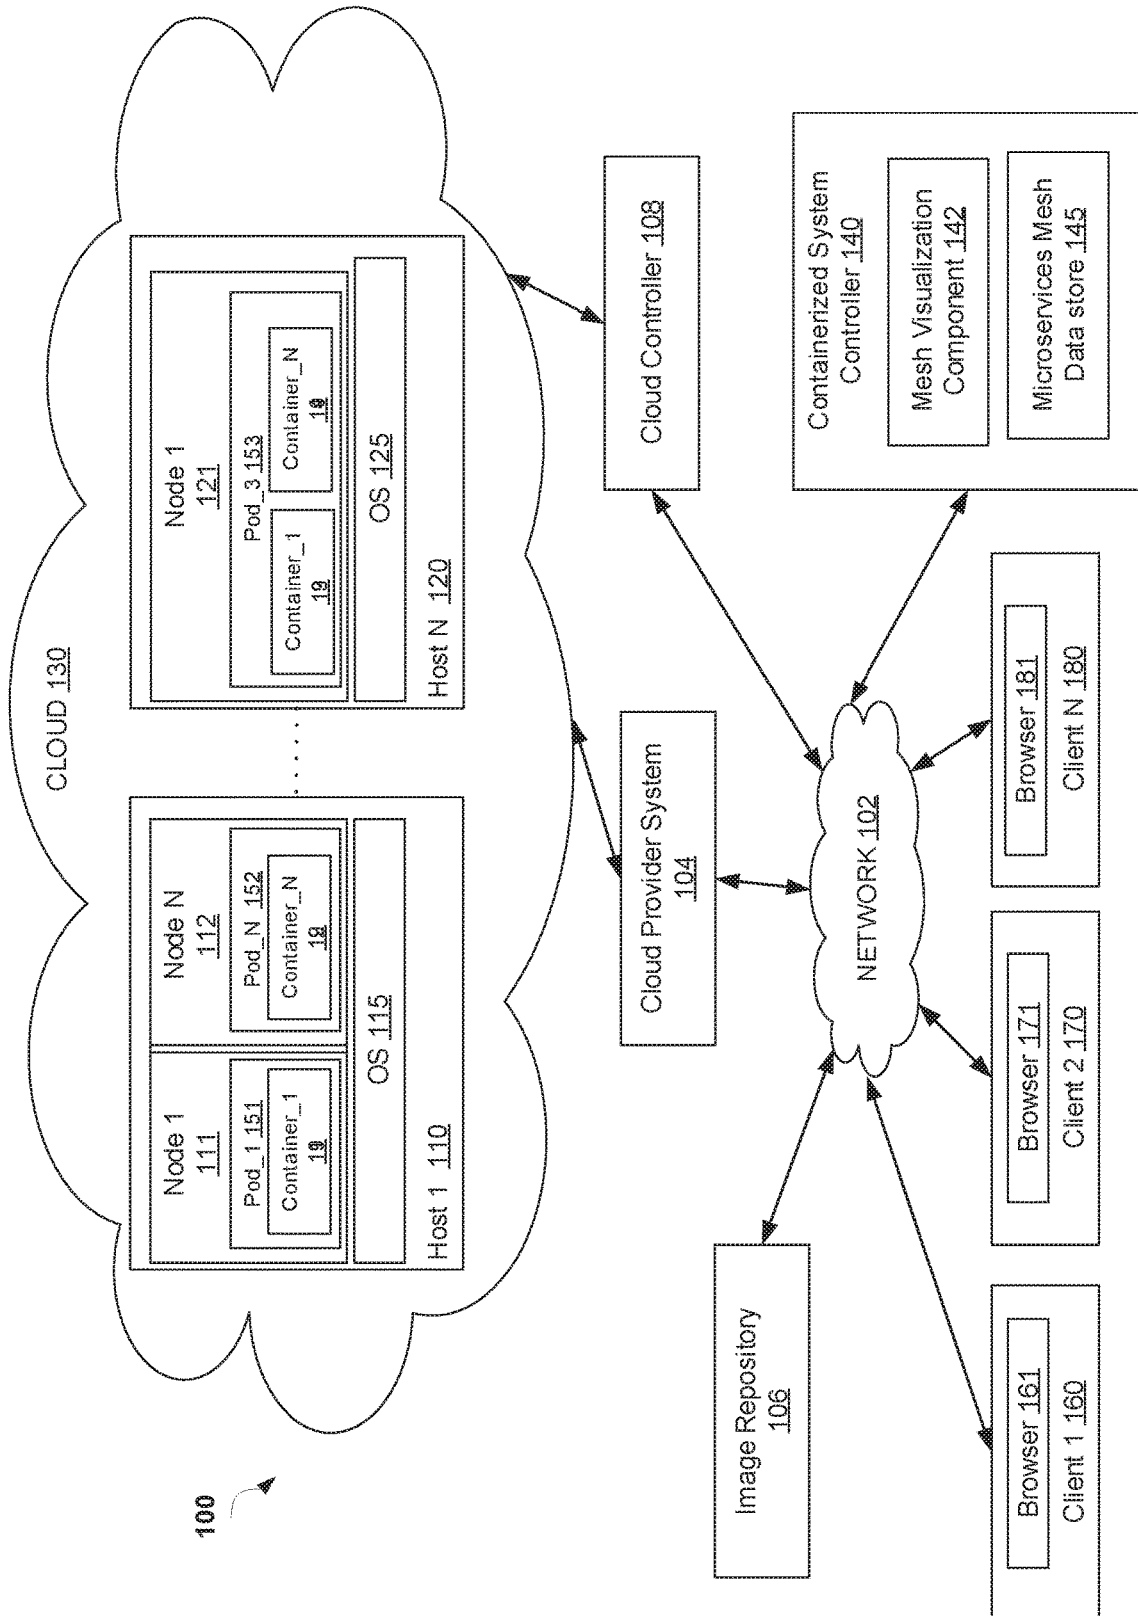 100
CLOUD 130
Node 1
111
Pod_1 151
Container_1
19
Node N
112
Pod_N 152
Container_N
OS 115
Host 1 110
. . . . .
Node 1
121
Pod_3 153
Container_1
19
Container_N
OS 125
Host N 120
Cloud Provider System
104
Cloud Controller 108
Image Repository
106
NETWORK 102
Containerized System
Controller 140
Mesh Visualization
Component 142
Microservices Mesh
Data store 145
Browser 161
Client 1 160
Browser 171
Client 2 170
Browser 181
Client N 180